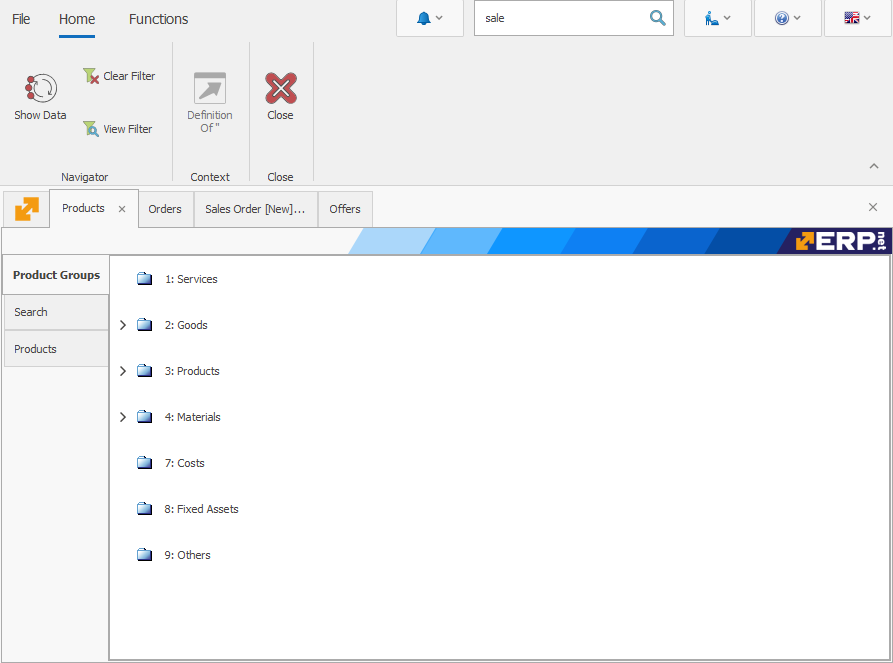 File
Home
Functions
sale
Show Data
Clear Filter
View Filter
Navigator
Definition
Of "
Context
Close
Close
Products
Orders
Sales Order [New]...
Offers
ERP.net
Product Groups
Search
Products
1: Services
2: Goods
3: Products
4: Materials
7: Costs
8: Fixed Assets
9: Others